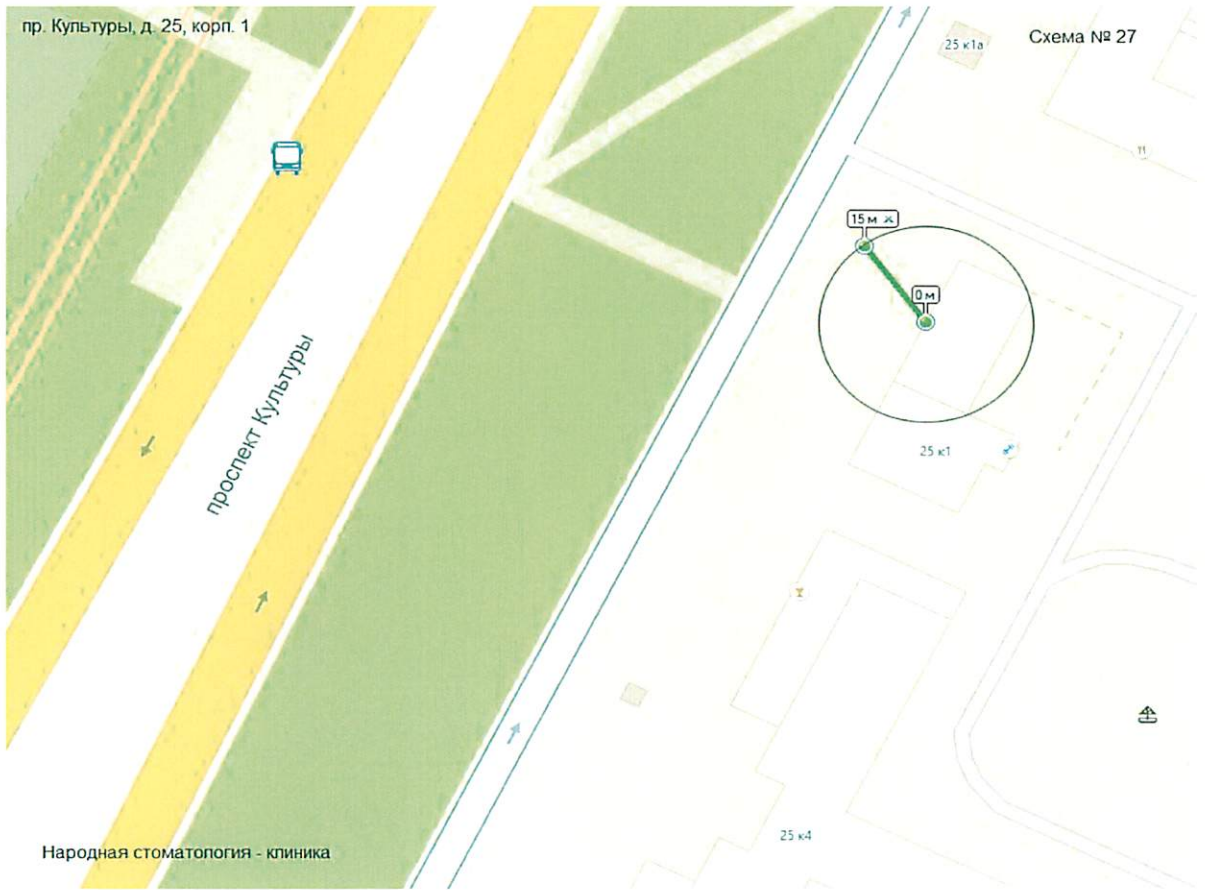 пр. Культуры, д. 25, корп. 1
Схема № 27
25 к1а
15 м ×
0 м
проспект Культуры
25 к1
25 к4
Народная стоматология - клиника